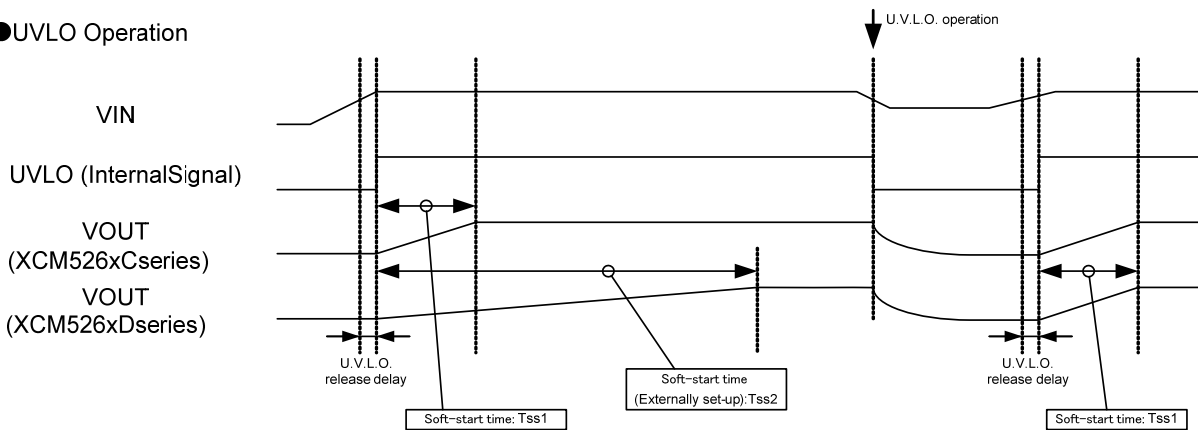 ●UVLO Operation
U.V.L.O. operation
VIN
UVLO (InternalSignal)
VOUT
(XCM526xCseries)
VOUT
(XCM526xDseries)
U.V.L.O.
release delay
U.V.L.O.
release delay
Soft-start time
(Externally set-up):Tss2
Soft-start time: Tss1
Soft-start time: Tss1